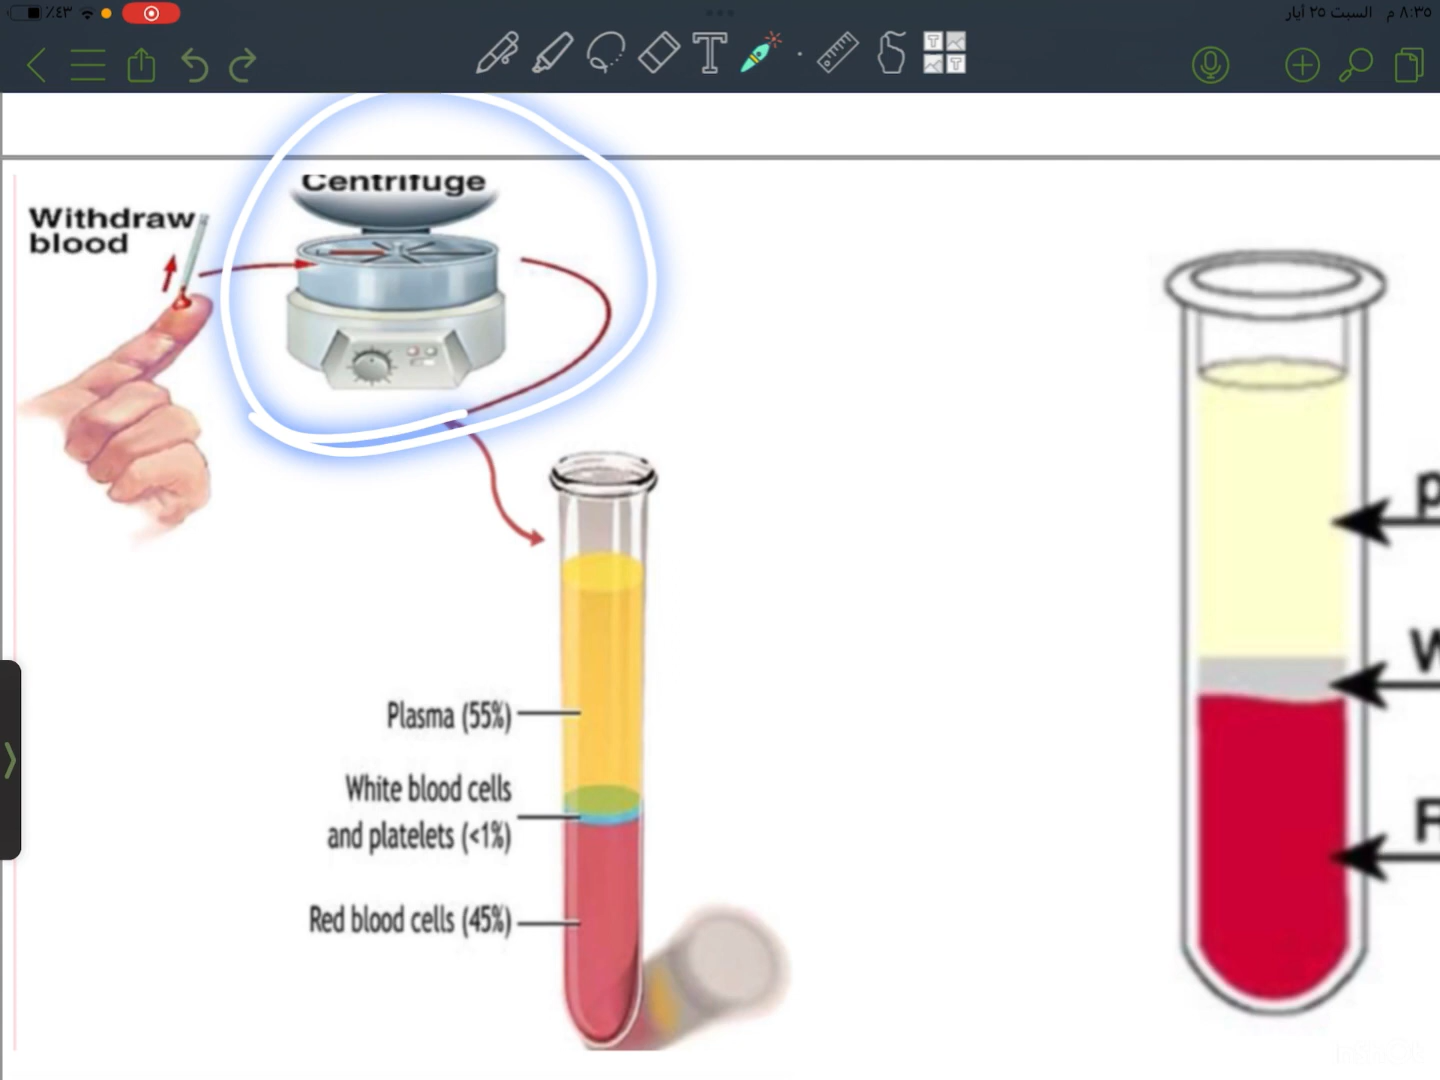 ٪٤٣
٨:٣٥ م السبت ٢٥ أيار
Centrifuge
Withdraw
blood
Plasma (55%)
White blood cells
and platelets (<1%)
Red blood cells (45%)
p
W
R